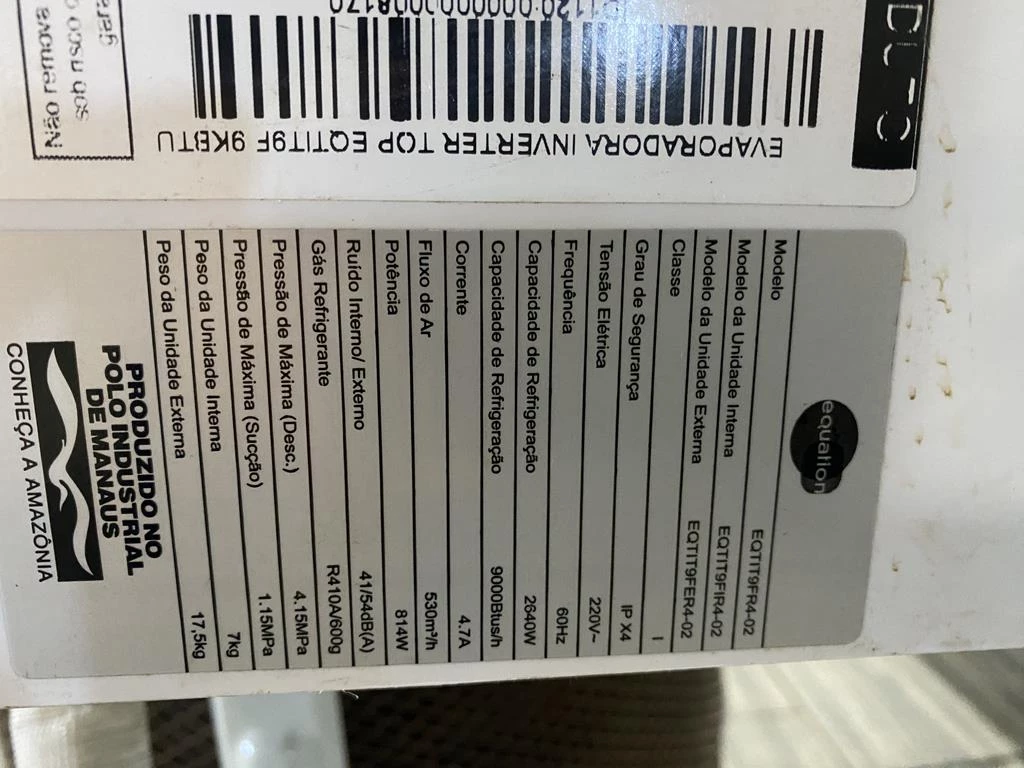 equation
Modelo EQTIT9FR4-02
Modelo da Unidade Interna EQTIT9FIR4-02
Modelo da Unidade Externa EQTIT9FER4-02
Classe I
Grau de Segurança IP X4
Tensão Elétrica 220V~
Frequência 60Hz
Capacidade de Refrigeração 2640W
Capacidade de Refrigeração 9000Btus/h
Corrente 4.7A
Fluxo de Ar 530m³/h
Potência 814W
Ruído Interno/ Externo 41/54dB(A)
Gás Refrigerante R410A/600g
Pressão de Máxima (Desc.) 4.15MPa
Pressão de Máxima (Sucção) 1.15MPa
Peso da Unidade Interna 7kg
Peso da Unidade Externa 17,5kg
PRODUZIDO NO
POLO INDUSTRIAL
DE MANAUS
CONHEÇA A AMAZÔNIA
EVAPORADORA INVERTER TOP EQTIT9F 9KBTU
Não remova